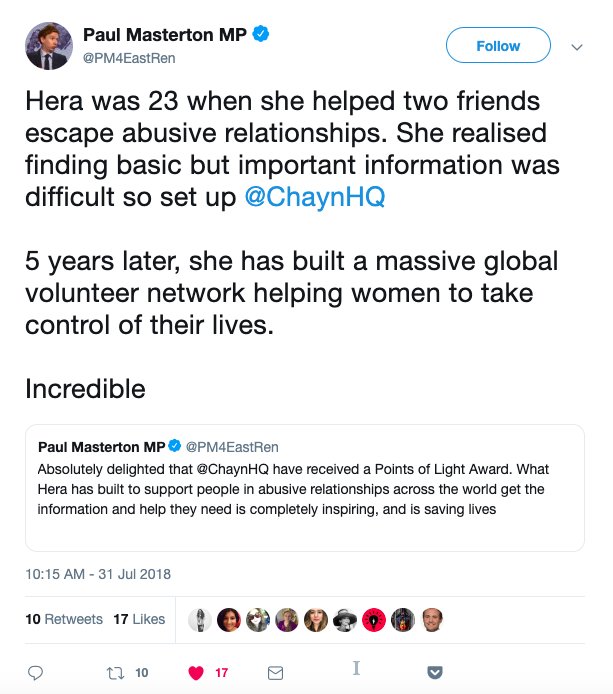 Paul Masterton MP
@PM4EastRen
Follow
Hera was 23 when she helped two friends
escape abusive relationships. She realised
finding basic but important information was
difficult so set up @ChaynHQ
5 years later, she has built a massive global
volunteer network helping women to take
control of their lives.
Incredible
Paul Masterton MP @PM4EastRen
Absolutely delighted that @ChaynHQ have received a Points of Light Award. What
Hera has built to support people in abusive relationships across the world get the
information and help they need is completely inspiring, and is saving lives
10:15 AM - 31 Jul 2018
10 Retweets 17 Likes
10 17